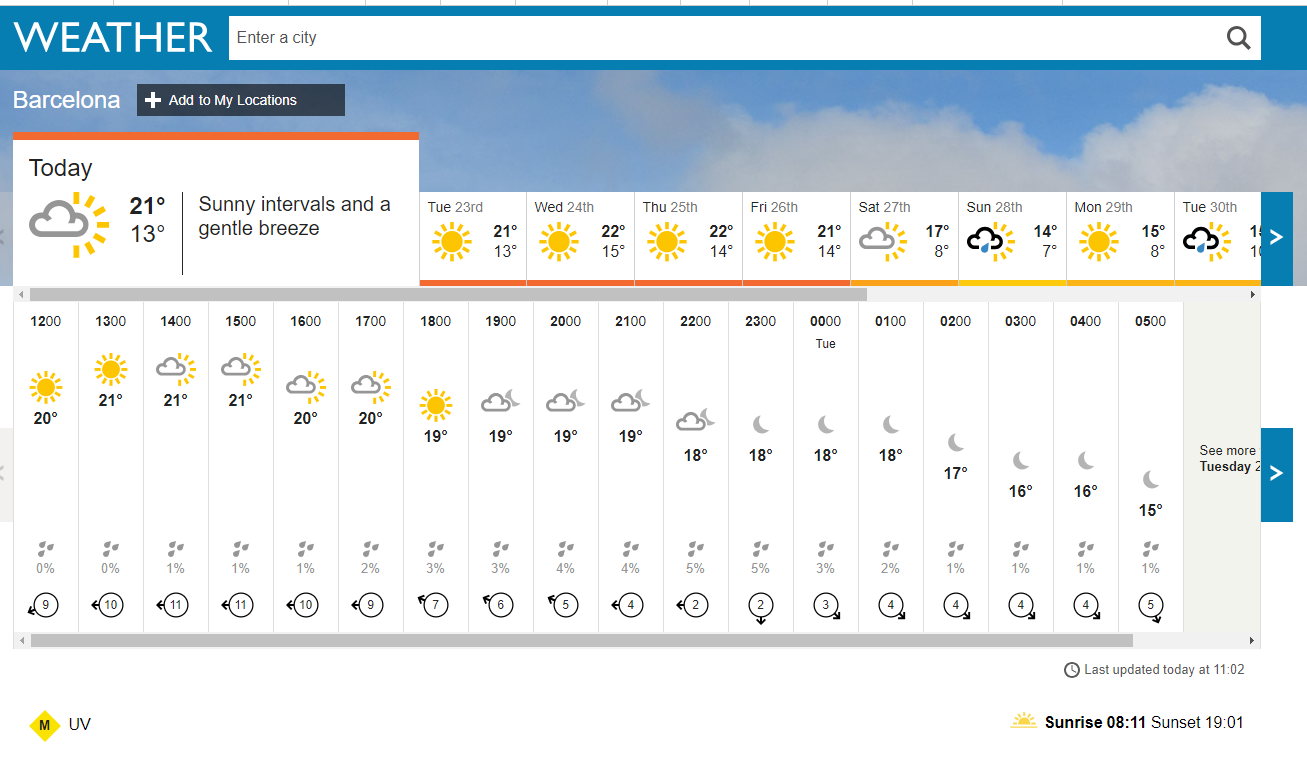 WEATHER
Enter a city
Barcelona
Add to My Locations
Today
21°
13°
Sunny intervals and a
gentle breeze
Tue 23rd
21°
13°
Wed 24th
22°
15°
Thu 25th
22°
14°
Fri 26th
21°
14°
Sat 27th
17°
8°
Sun 28th
14°
7°
Mon 29th
15°
8°
Tue 30th
1200 1300 1400 1500 1600 1700 1800 1900 2000 2100 2200 2300 0000 0100 0200 0300 0400 0500
Tue
20° 21° 21° 21° 20° 20° 19° 19° 19° 19° 18° 18° 18° 18° 17° 16° 16° 15°
See more
Tuesday
0% 0% 1% 1% 1% 2% 3% 3% 4% 4% 5% 5% 3% 2% 1% 1% 1% 1%
9 10 11 11 10 9 7 6 5 4 2 2 3 4 4 4 4 5
Last updated today at 11:02
M UV
Sunrise 08:11 Sunset 19:01